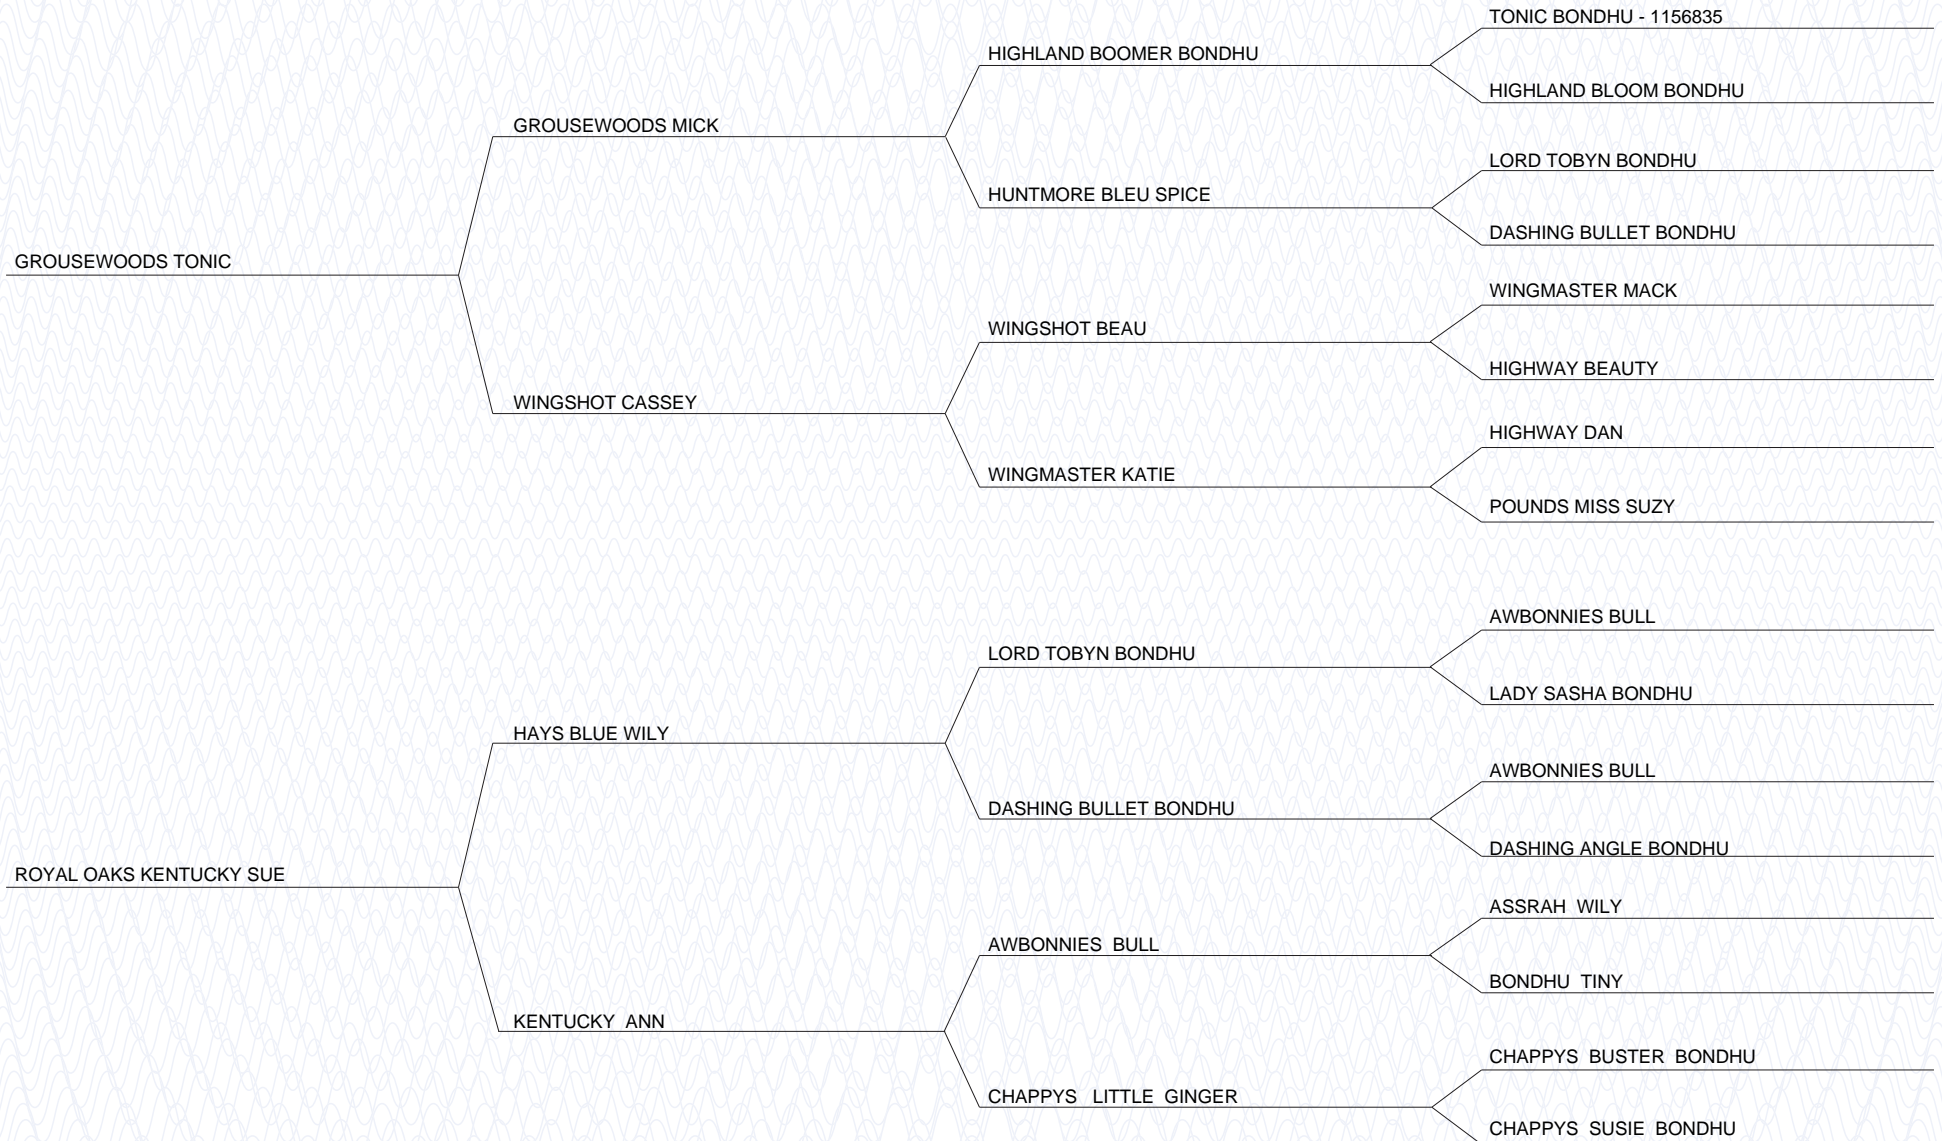 TONIC BONDHU - 1156835
HIGHLAND BOOMER BONDHU
HIGHLAND BLOOM BONDHU
GROUSEWOODS MICK
LORD TOBYN BONDHU
HUNTMORE BLEU SPICE
DASHING BULLET BONDHU
GROUSEWOODS TONIC
WINGMASTER MACK
WINGSHOT BEAU
HIGHWAY BEAUTY
WINGSHOT CASSEY
HIGHWAY DAN
WINGMASTER KATIE
POUNDS MISS SUZY
AWBONNIES BULL
LORD TOBYN BONDHU
LADY SASHA BONDHU
HAYS BLUE WILY
AWBONNIES BULL
DASHING BULLET BONDHU
DASHING ANGLE BONDHU
ROYAL OAKS KENTUCKY SUE
ASSRAH WILY
AWBONNIES BULL
BONDHU TINY
KENTUCKY ANN
CHAPPYS BUSTER BONDHU
CHAPPYS LITTLE GINGER
CHAPPYS SUSIE BONDHU